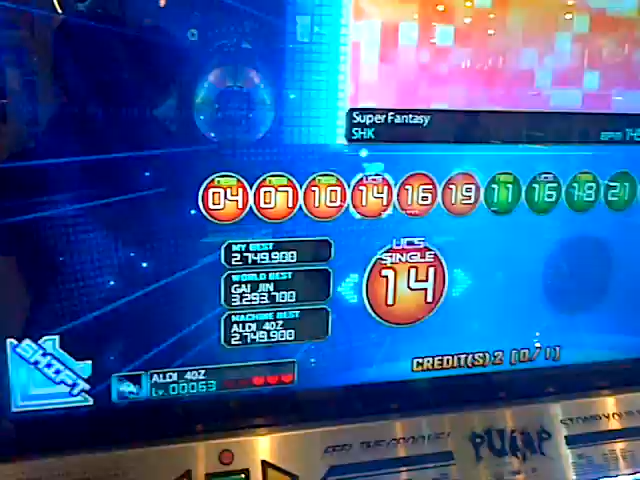 Super Fantasy
SHK
04 07 10 14 16 19 11 16 18 21
UCS
SINGLE
14
MY BEST
2.749.900
WORLD BEST
GAI_JIN
3.293.700
MACHINE BEST
ALDI_40Z
2.749.900
SHIFT
ALDI_40Z
Lv.00063
CREDIT(S) 2 [0/1]
PUMP